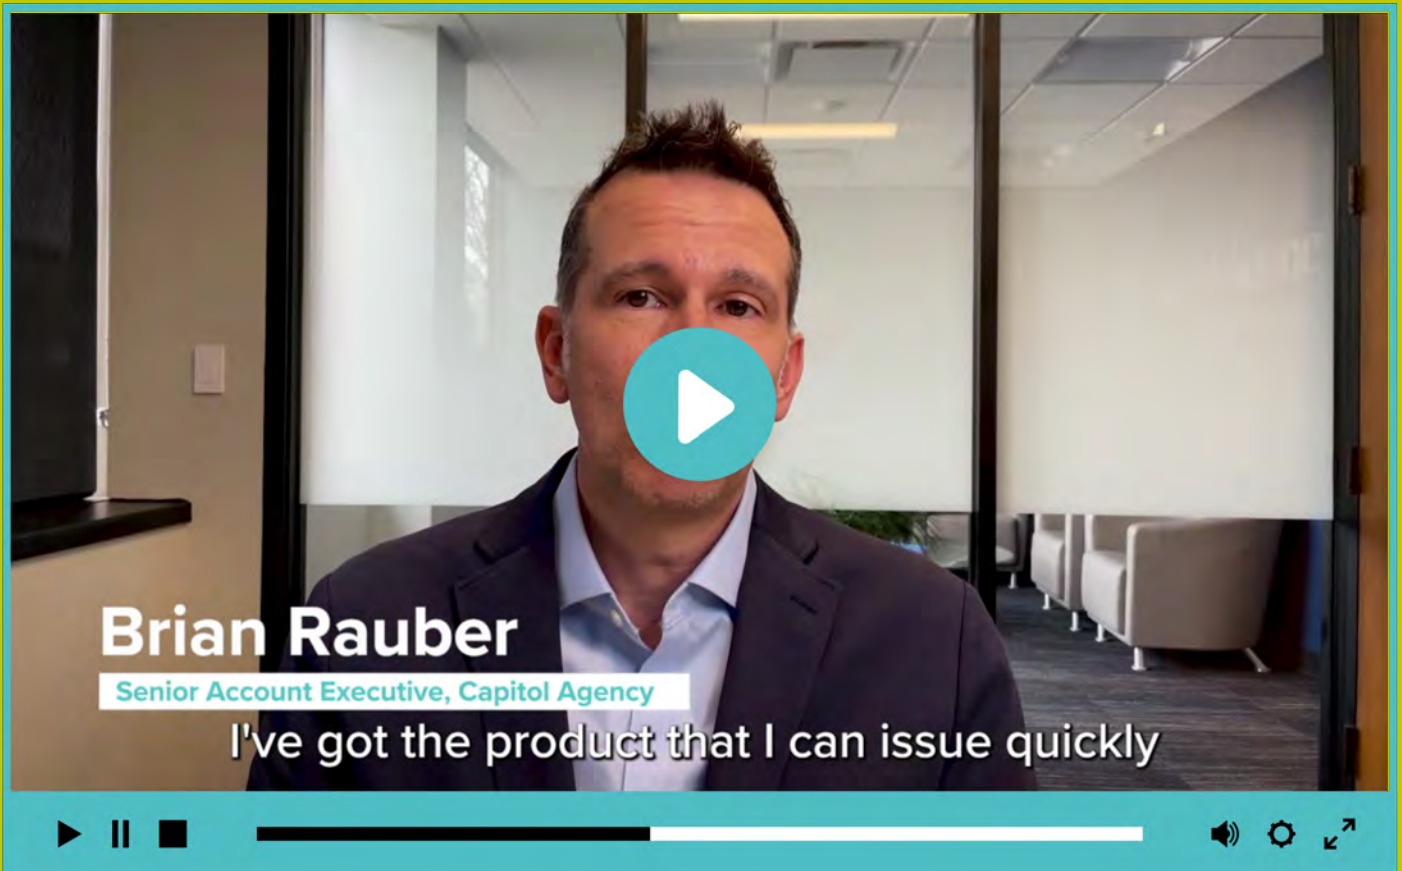 Brian Rauber
Senior Account Executive, Capitol Agency
I've got the product that I can issue quickly